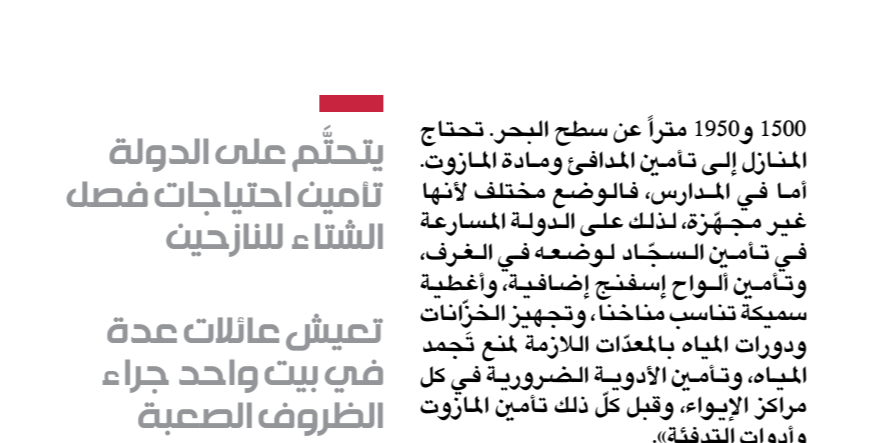 1500 و1950 متراً عن سطح البحر. تحتاج
المنازل إلى تأمين المدافئ ومادة المازوت.
أما في المدارس، فالوضع مختلف لأنها
غير مجهّزة، لذلك على الدولة المسارعة
في تأمين السجّاد لوضعه في الغرف،
وتأمين ألواح إسفنج إضافية، وأغطية
سميكة تناسب مناخنا، وتجهيز الخزّانات
ودورات المياه بالمعدّات اللازمة لمنع تَجمد
المياه، وتأمين الأدوية الضرورية في كل
مراكز الإيواء، وقبل كلّ ذلك تأمين المازوت
وأدوات التدفئة».
يتحتَّم على الدولة
تأمين احتياجات فصل
الشتاء للنازحين
تعيش عائلات عدة
في بيت واحد جراء
الظروف الصعبة